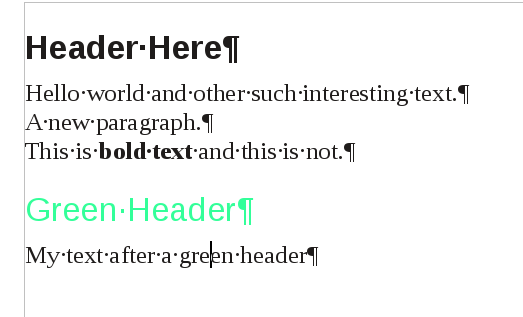 Header·Here¶
Hello·world·and·other·such·interesting·text.¶
A·new·paragraph.¶
This·is·bold·text·and·this·is·not.¶
Green·Header¶
My·text·after·a·green·header¶